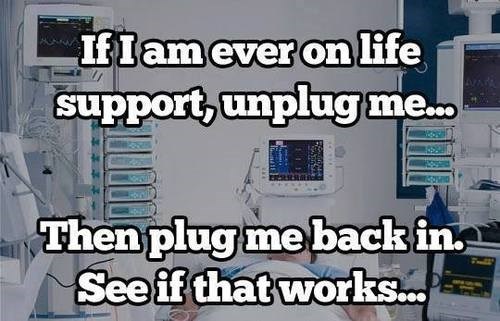 If I am ever on life
support, unplug me...
Then plug me back in.
See if that works...